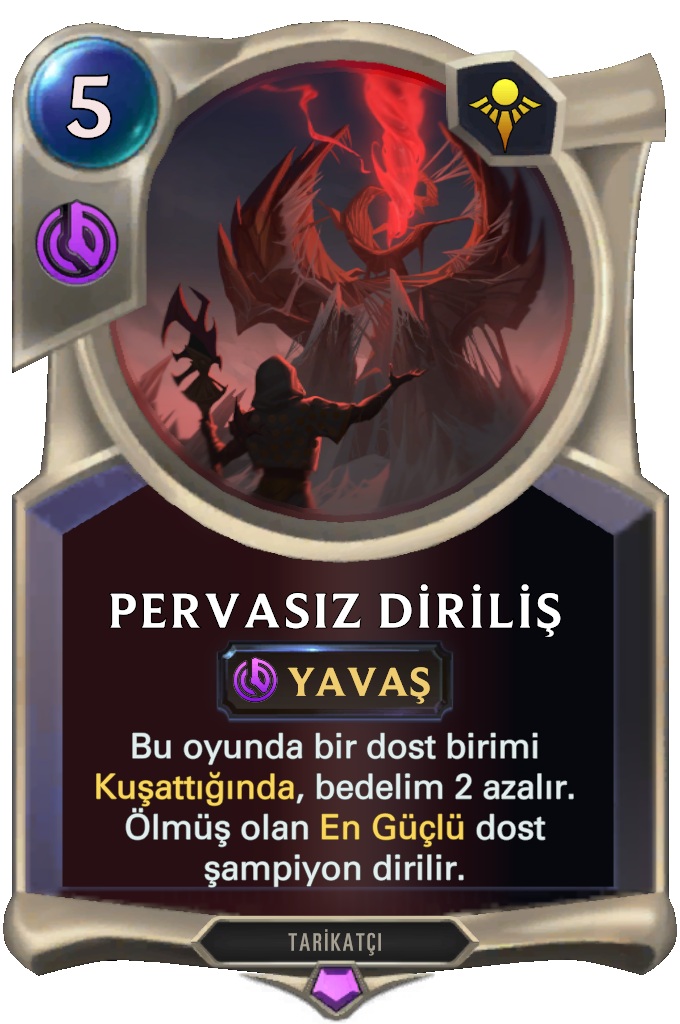 5
PERVASIZ DİRİLİŞ
YAVAŞ
Bu oyunda bir dost birimi
Kuşattığında, bedelim 2 azalır.
Ölmüş olan En Güçlü dost
şampiyon dirilir.
TARİKATÇI